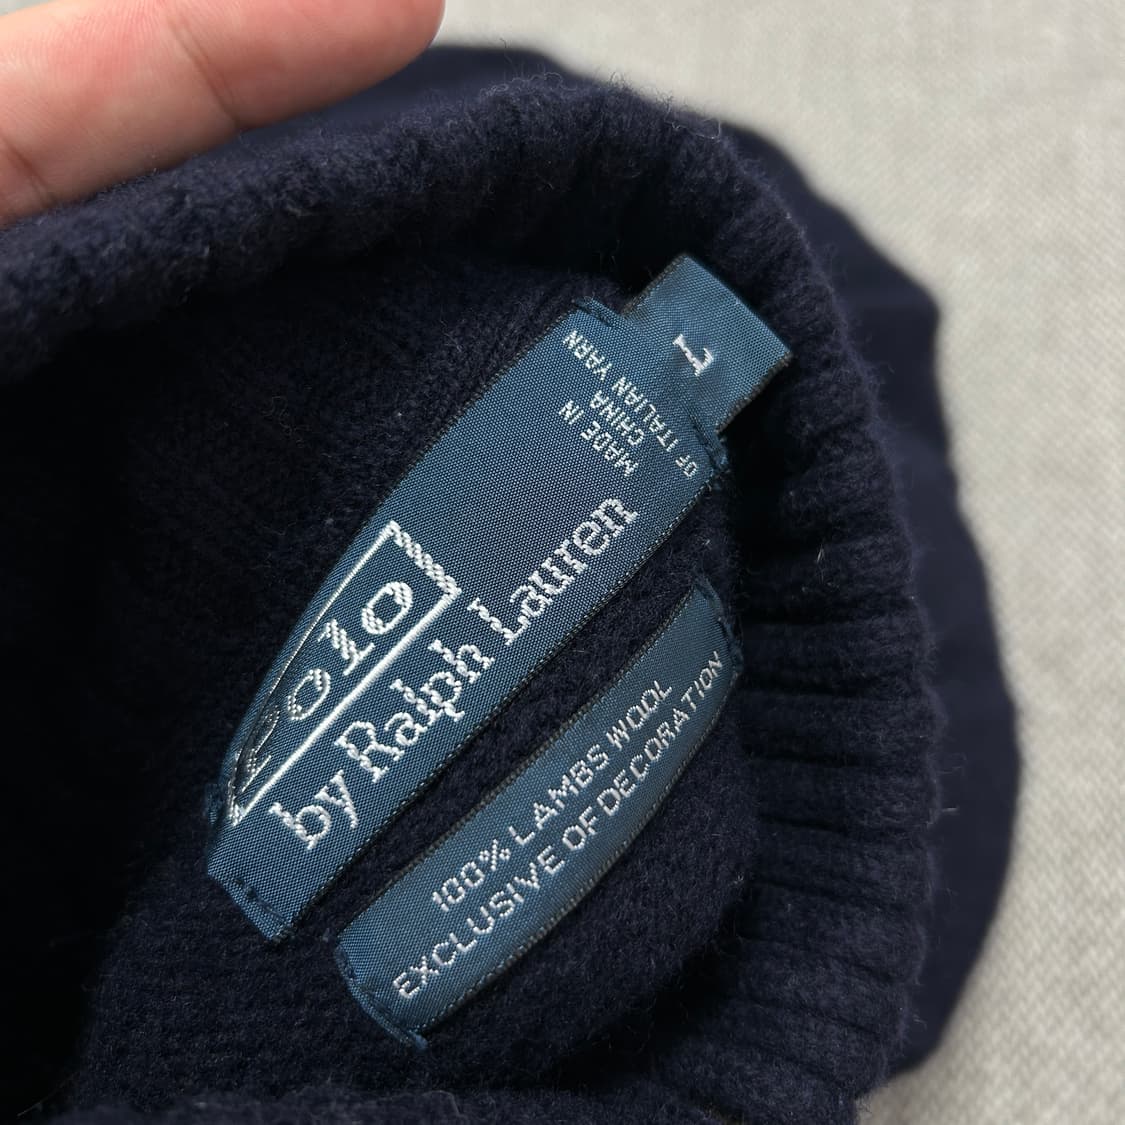 Polo
by Ralph Lauren
MADE IN
CHINA
OF ITALIAN YARN
L
100% LAMBS WOOL
EXCLUSIVE OF DECORATION